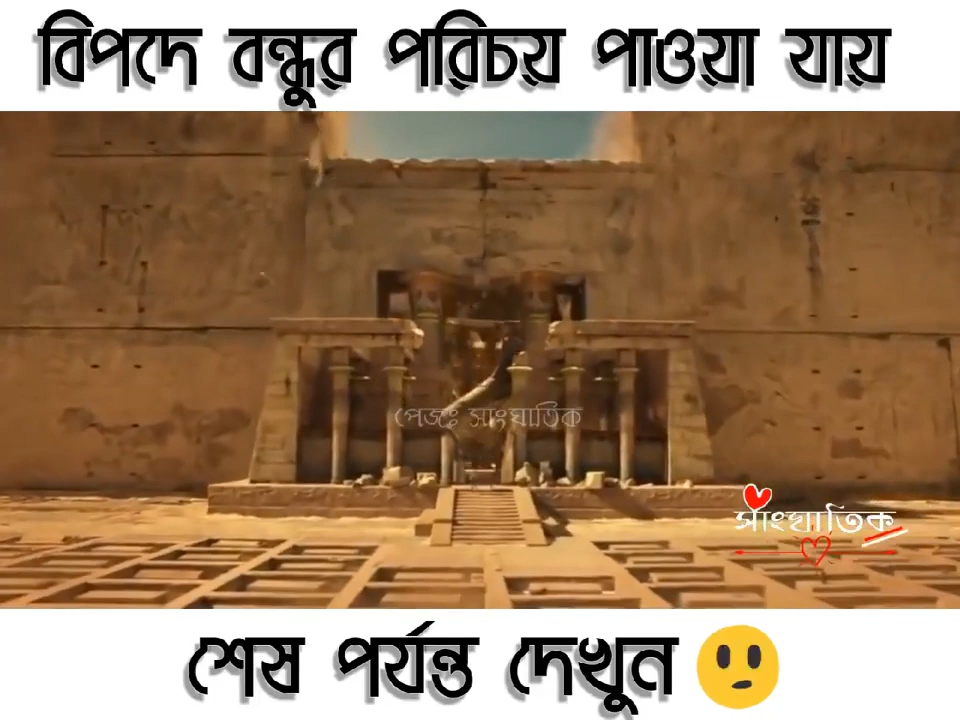 বিপদে বন্ধুর পরিচয় পাওয়া যায়
পেজঃ সাংঘাতিক
সাংঘাতিক
শেষ পর্যন্ত দেখুন